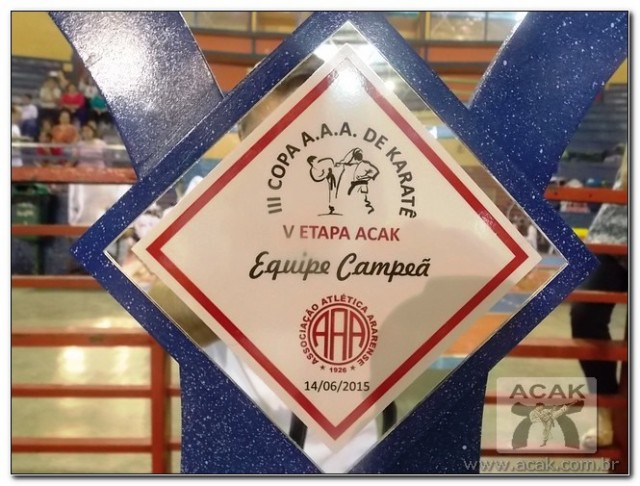 III COPA A.A.A. DE KARATÊ
V ETAPA ACAK
Equipe Campeã
ASSOCIAÇÃO ATLÉTICA ARARENSE
AAA
★ 1926 ★
14/06/2015
ACAK
www.acak.com.br